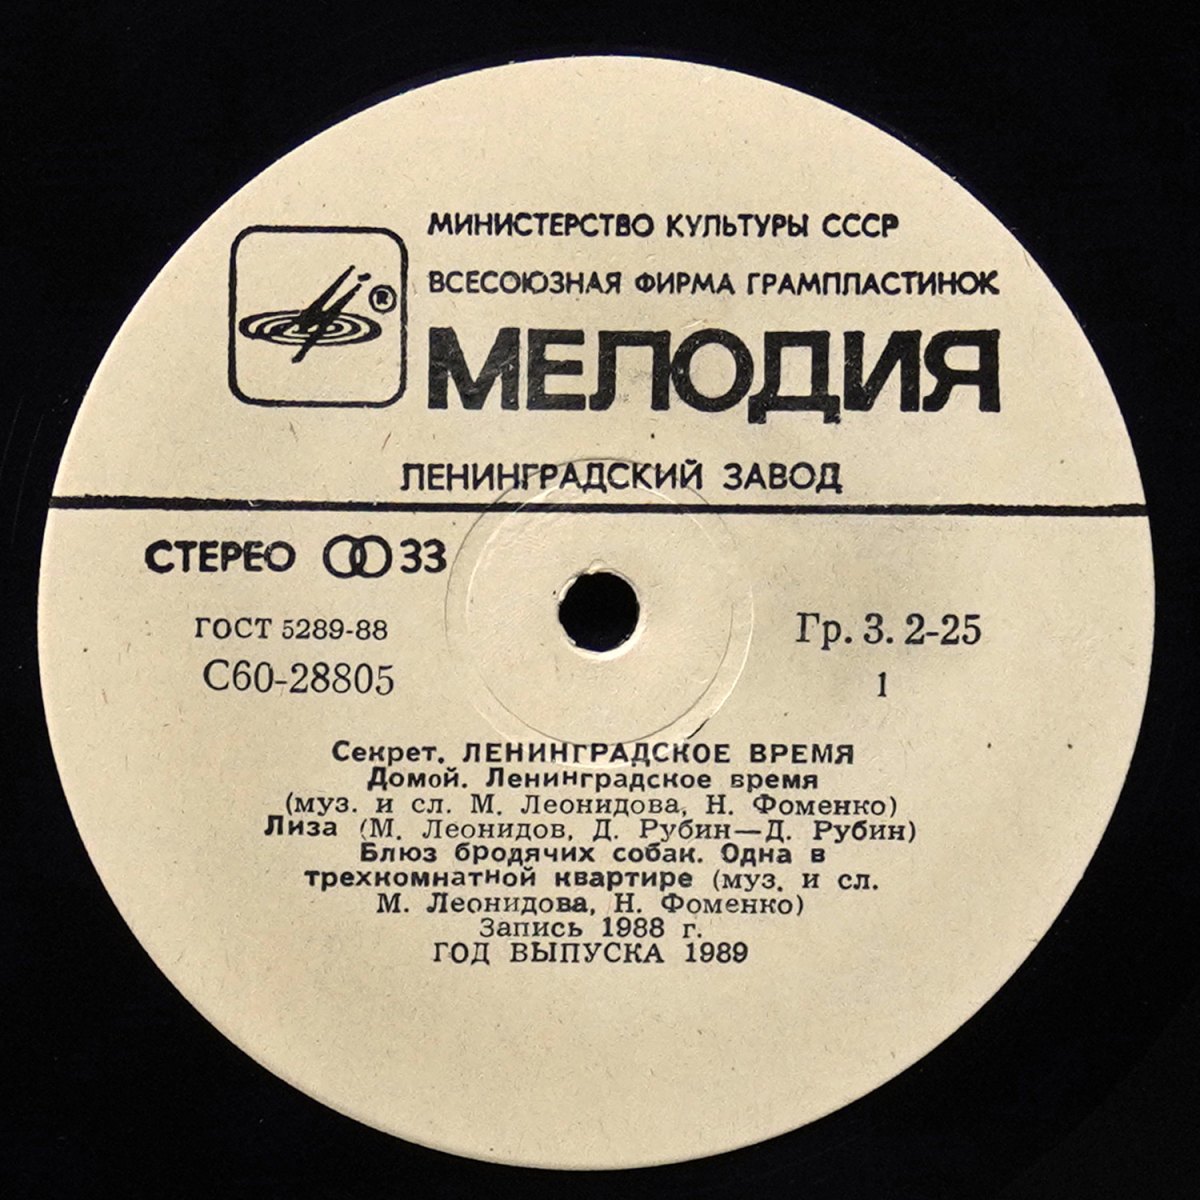 МИНИСТЕРСТВО КУЛЬТУРЫ СССР
ВСЕСОЮЗНАЯ ФИРМА ГРАМПЛАСТИНОК
®
МЕЛОДИЯ
ЛЕНИНГРАДСКИЙ ЗАВОД
СТЕРЕО 33
ГОСТ 5289-88
С60-28805
Гр. 3. 2-25
1
Секрет. ЛЕНИНГРАДСКОЕ ВРЕМЯ
Домой. Ленинградское время
(муз. и сл. М. Леонидова, Н. Фоменко)
Лиза (М. Леонидов, Д. Рубин—Д. Рубин)
Блюз бродячих собак. Одна в
трехкомнатной квартире (муз. и сл.
М. Леонидова, Н. Фоменко)
Запись 1988 г.
ГОД ВЫПУСКА 1989